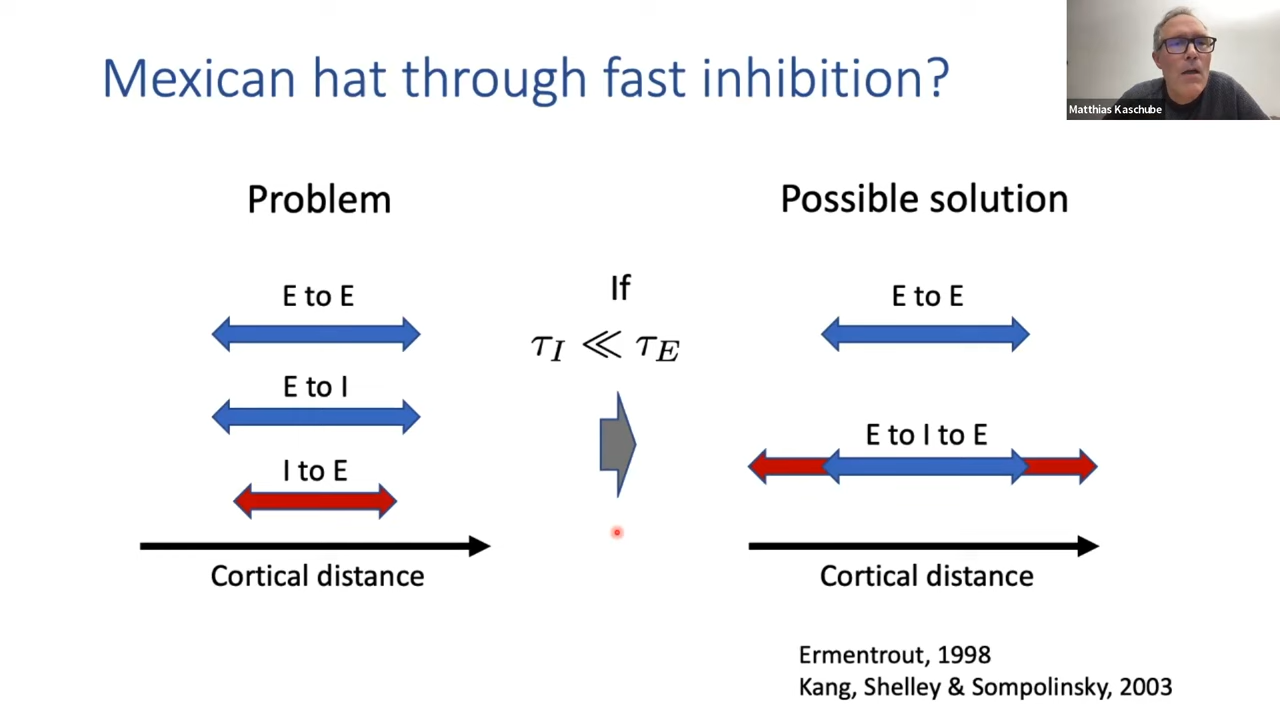 Mexican hat through fast inhibition?
Matthias Kaschube
Problem
E to E
E to I
I to E
Cortical distance
If
τ_I ≪ τ_E
Possible solution
E to E
E to I to E
Cortical distance
Ermentrout, 1998
Kang, Shelley & Sompolinsky, 2003